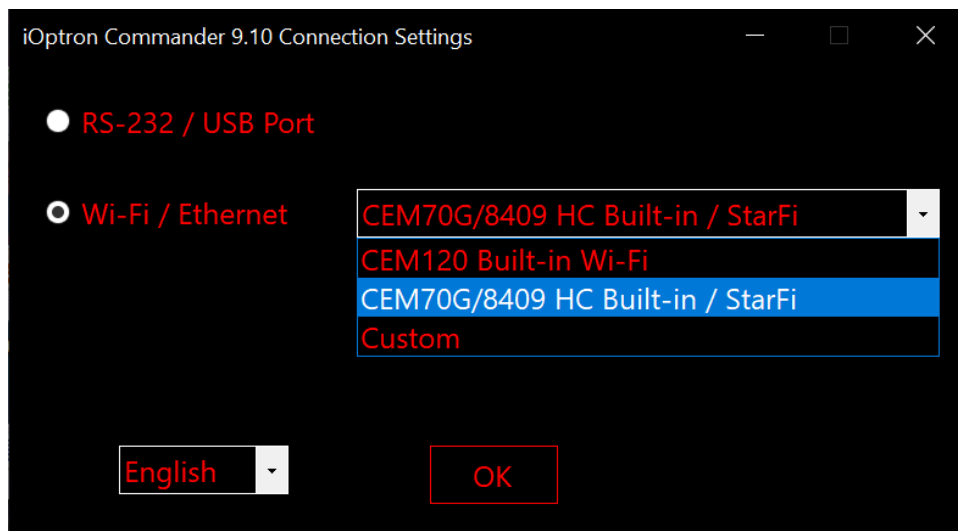 iOptron Commander 9.10 Connection Settings
RS-232 / USB Port
Wi-Fi / Ethernet
CEM70G/8409 HC Built-in / StarFi
CEM120 Built-in Wi-Fi
CEM70G/8409 HC Built-in / StarFi
Custom
English
OK